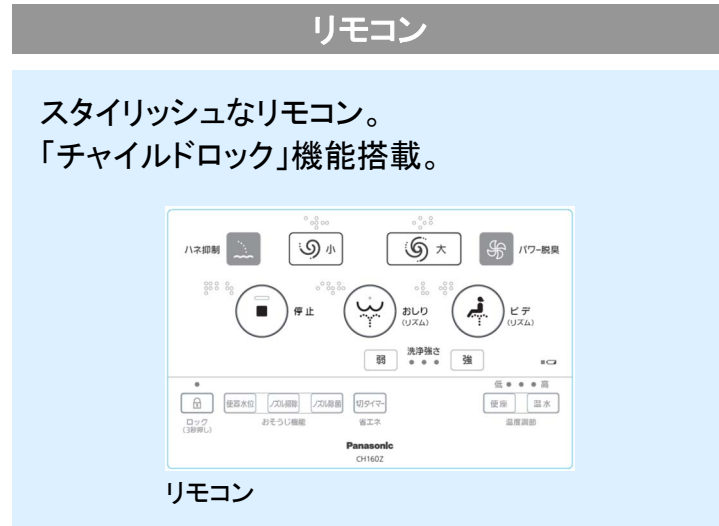 リモコン
スタイリッシュなリモコン。
「チャイルドロック」機能搭載。
ハネ抑制
小
大
パワー脱臭
停止
おしり
(リズム)
ビデ
(リズム)
洗浄強さ
弱
強
低
高
便器水位
ノズル掃除
ノズル除菌
切タイマー
便座
温水
ロック
(3秒押し)
おそうじ機能
省エネ
温度調節
Panasonic
CH160Z
リモコン